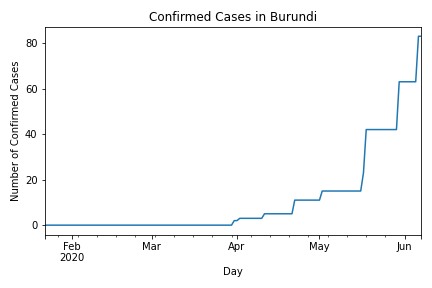 Confirmed Cases in Burundi
Number of Confirmed Cases
80
60
40
20
0
Feb
2020
Mar
Apr
May
Jun
Day